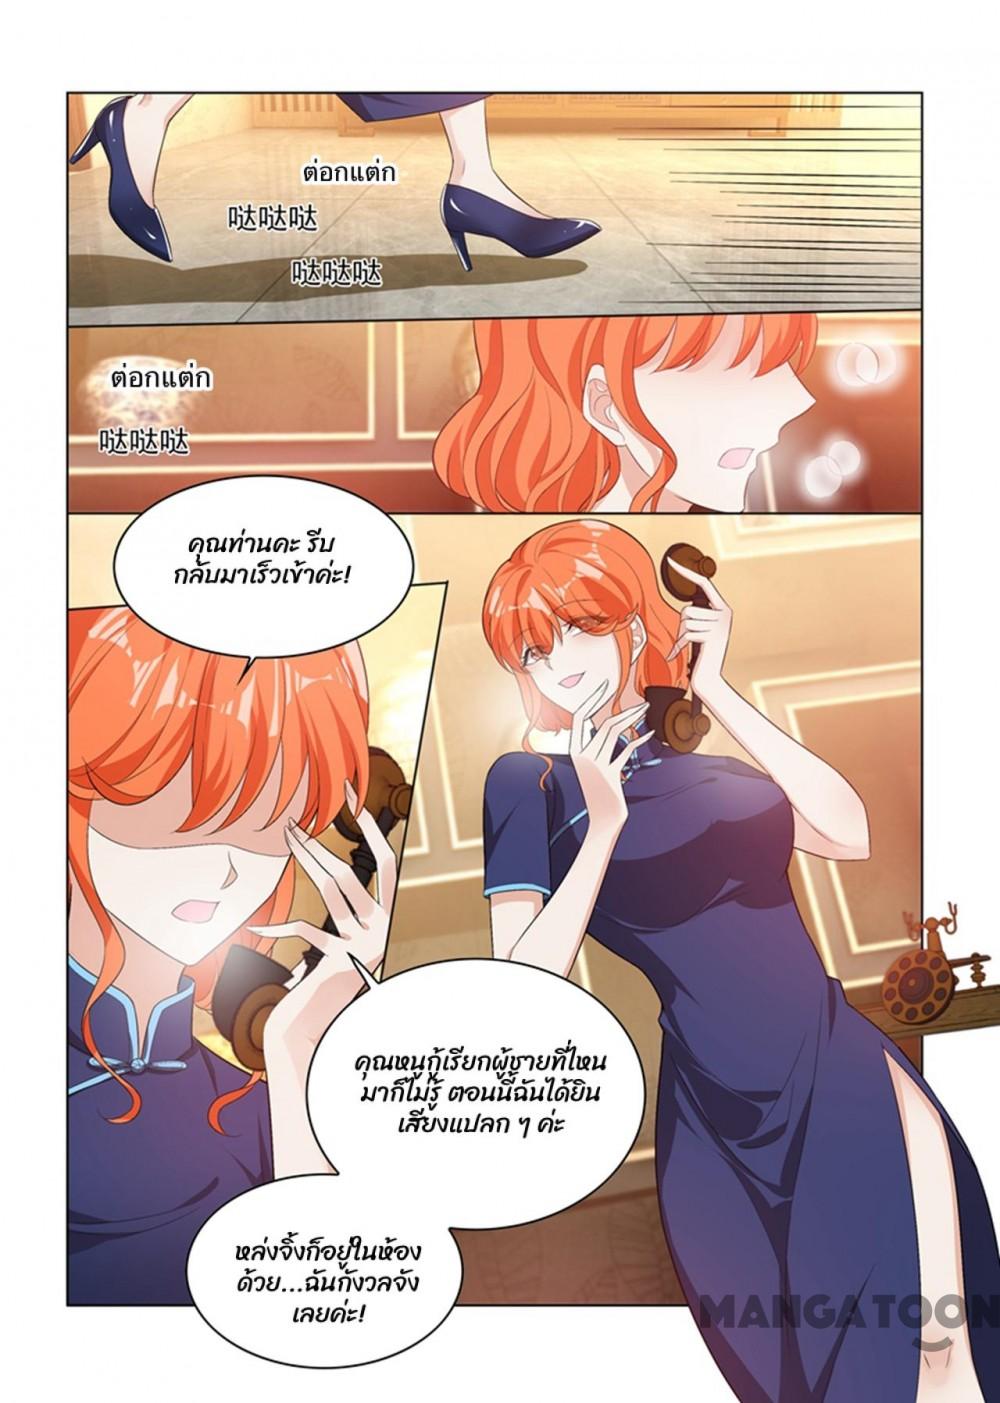 ต่อกแต่ก
哒哒哒
哒哒哒
ต่อกแต่ก
哒哒哒
คุณท่านคะ รีบ
กลับมาเร็วเข้าค่ะ!
คุณหนูกู้เรียกผู้ชายที่ไหน
มาก็ไม่รู้ ตอนนี้ฉันได้ยิน
เสียงแปลก ๆ ค่ะ
หล่งจิ้งก็อยู่ในห้อง
ด้วย...ฉันกังวลจัง
เลยค่ะ!
MANGATOON